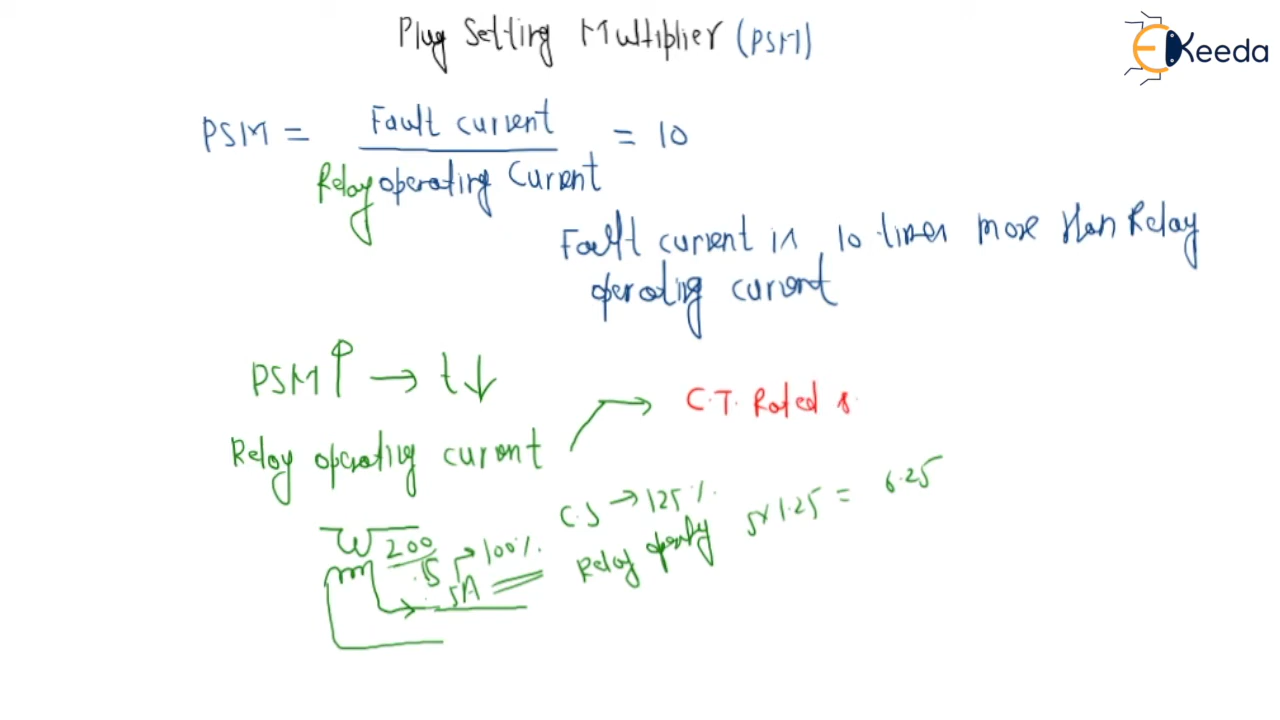 Plug Setting Multiplier (PSM)
EKeeda
PSM = Fault current / Relay operating Current = 10
Fault current is 10 times more than Relay
operating current
PSM ↑ → t ↓
Relay operating current → C.T. Rated s
C.S → 125 %.
Relay operating 5 x 1.25 = 6.25
200/5 → 100%.
5A